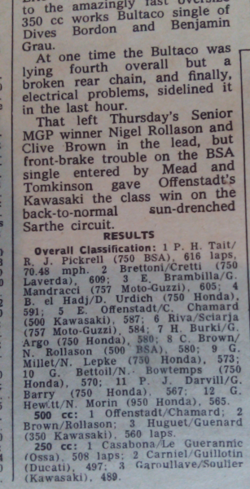 to the amazingly fast oversize
350 cc works Bultaco single of
Dives Bordon and Benjamin
Grau.
At one time the Bultaco was
lying fourth overall but a
broken rear chain, and finally,
electrical problems, sidelined it
in the last hour.
That left Thursday's Senior
MGP winner Nigel Rollason and
Clive Brown in the lead, but
front-brake trouble on the BSA
single entered by Mead and
Tomkinson gave Offenstadt's
Kawasaki the class win on the
back-to-normal sun-drenched
Sarthe circuit.
RESULTS
Overall Classification: 1 P. H. Tait/
R. J. Pickrell (750 BSA), 616 laps,
70.48 mph. 2 Brettoni/Cretti (750
Laverda), 609; 3 E. Brambilla/G.
Mandracci (757 Moto-Guzzi), 605; 4
B. el Hadj/D. Urdich (750 Honda),
591; 5 E. Offenstadt/C. Chamard
(500 Kawasaki), 587; 6 Riva/Sciarja
(757 Moto-Guzzi), 584; 7 H. Burki/G.
Argo (750 Honda), 580; 8 C. Brown,
N. Rollason (500 BSA), 580; 9 G.
Millet/N. Lepke (750 Honda), 573;
10 G. Bettoil/N. Bowtemps (750
Honda), 570; 11 P. J. Darvill/G.
Barry (750 Honda), 567; 12 G.
Hewitt/N. Morin (950 Honda), 565.
500 cc: 1 Offenstadt/Chamard; 2
Brown/Rollason; 3 Huguet/Guenard
(350 Kawasaki), 560 laps.
250 cc: 1 Casabona/Le Guerannic
(Ossa), 508 laps; 2 Carniel/Guillotin
(Ducati), 497; 3 Garoullave/Soulier
(Kawasaki), 489.